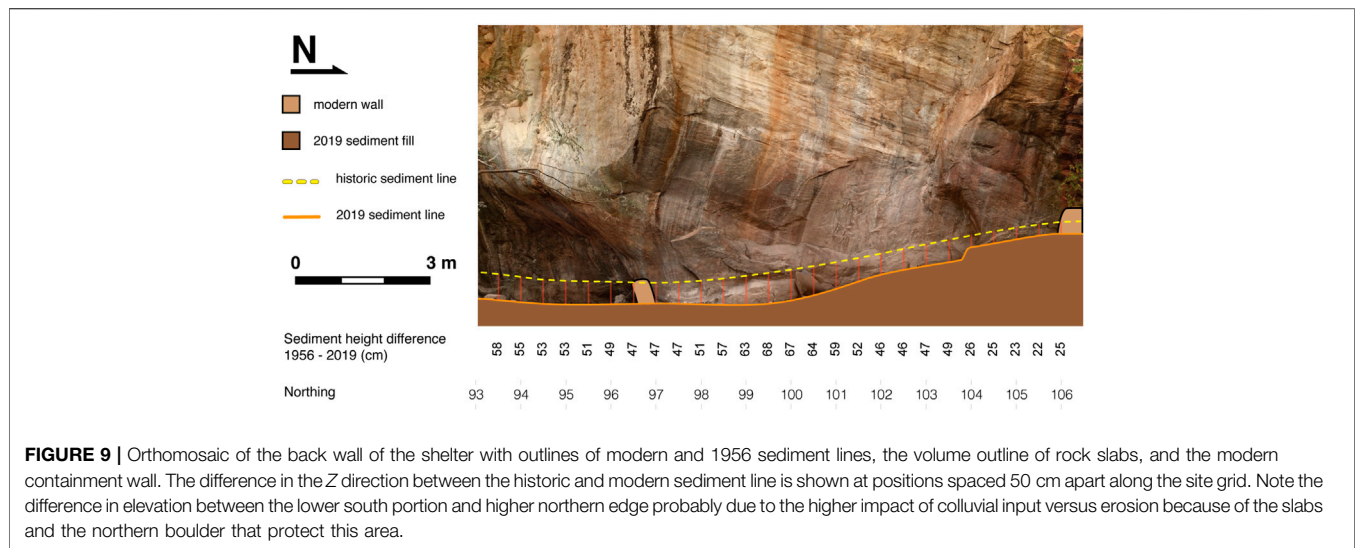 N
modern wall
2019 sediment fill
historic sediment line
2019 sediment line
0 3 m
Sediment height difference
1956 - 2019 (cm)
58 55 53 53 51 49 47 47 47 51 57 63 68 67 64 59 52 46 46 47 49 26 25 23 22 25
Northing
93 94 95 96 97 98 99 100 101 102 103 104 105 106
FIGURE 9 | Orthomosaic of the back wall of the shelter with outlines of modern and 1956 sediment lines, the volume outline of rock slabs, and the modern
containment wall. The difference in the Z direction between the historic and modern sediment line is shown at positions spaced 50 cm apart along the site grid. Note the
difference in elevation between the lower south portion and higher northern edge probably due to the higher impact of colluvial input versus erosion because of the slabs
and the northern boulder that protect this area.